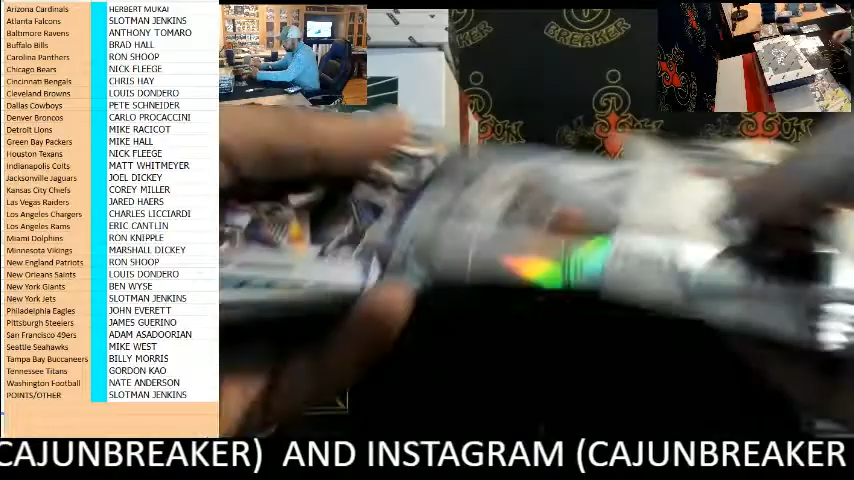 Arizona Cardinals HERBERT MUKAI
Atlanta Falcons SLOTMAN JENKINS
Baltmore Ravens ANTHONY TOMARO
Buffalo Bills BRAD HALL
Carolina Panthers RON SHOOP
Chicago Bears NICK FLEEGE
Cincinnati Bengals CHRIS HAY
Cleveland Browns LOUIS DONDERO
Dallas Cowboys PETE SCHNEIDER
Denver Broncos CARLO PROCACCINI
Detroit Lions MIKE RACICOT
Green Bay Packers MIKE HALL
Houston Texans NICK FLEEGE
Indianapolis Colts MATT WHITMEYER
Jacksonville Jaguars JOEL DICKEY
Kansas City Chiefs COREY MILLER
Las Vegas Raiders JARED HAERS
Los Angeles Chargers CHARLES LICCIARDI
Los Angeles Rams ERIC CANTLIN
Miami Dolphins RON KNIPPLE
Minnesota Vikings MARSHALL DICKEY
New England Patriots RON SHOOP
New Orleans Saints LOUIS DONDERO
New York Giants BEN WYSE
New York Jets SLOTMAN JENKINS
Philadelphia Eagles JOHN EVERETT
Pittsburgh Steelers JAMES GUERINO
San Francisco 49ers ADAM ASADOORIAN
Seattle Seahawks MIKE WEST
Tampa Bay Buccaneers BILLY MORRIS
Tennessee Titans GORDON KAO
Washington Football NATE ANDERSON
POINTS/OTHER SLOTMAN JENKINS
BREAKER
CAJUNBREAKER) AND INSTAGRAM (CAJUNBREAKER